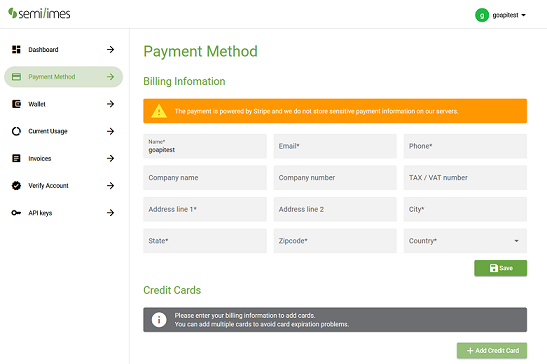 semilimes
g goapitest
Dashboard
Payment Method
Wallet
Current Usage
Invoices
Verify Account
API keys
Payment Method
Billing Infomation
The payment is powered by Stripe and we do not store sensitive payment information on our servers.
Name*
goapitest
Email*
Phone*
Company name
Company number
TAX / VAT number
Address line 1*
Address line 2
City*
State*
Zipcode*
Country*
Save
Credit Cards
Please enter your billing information to add cards.
You can add multiple cards to avoid card expiration problems.
+ Add Credit Card